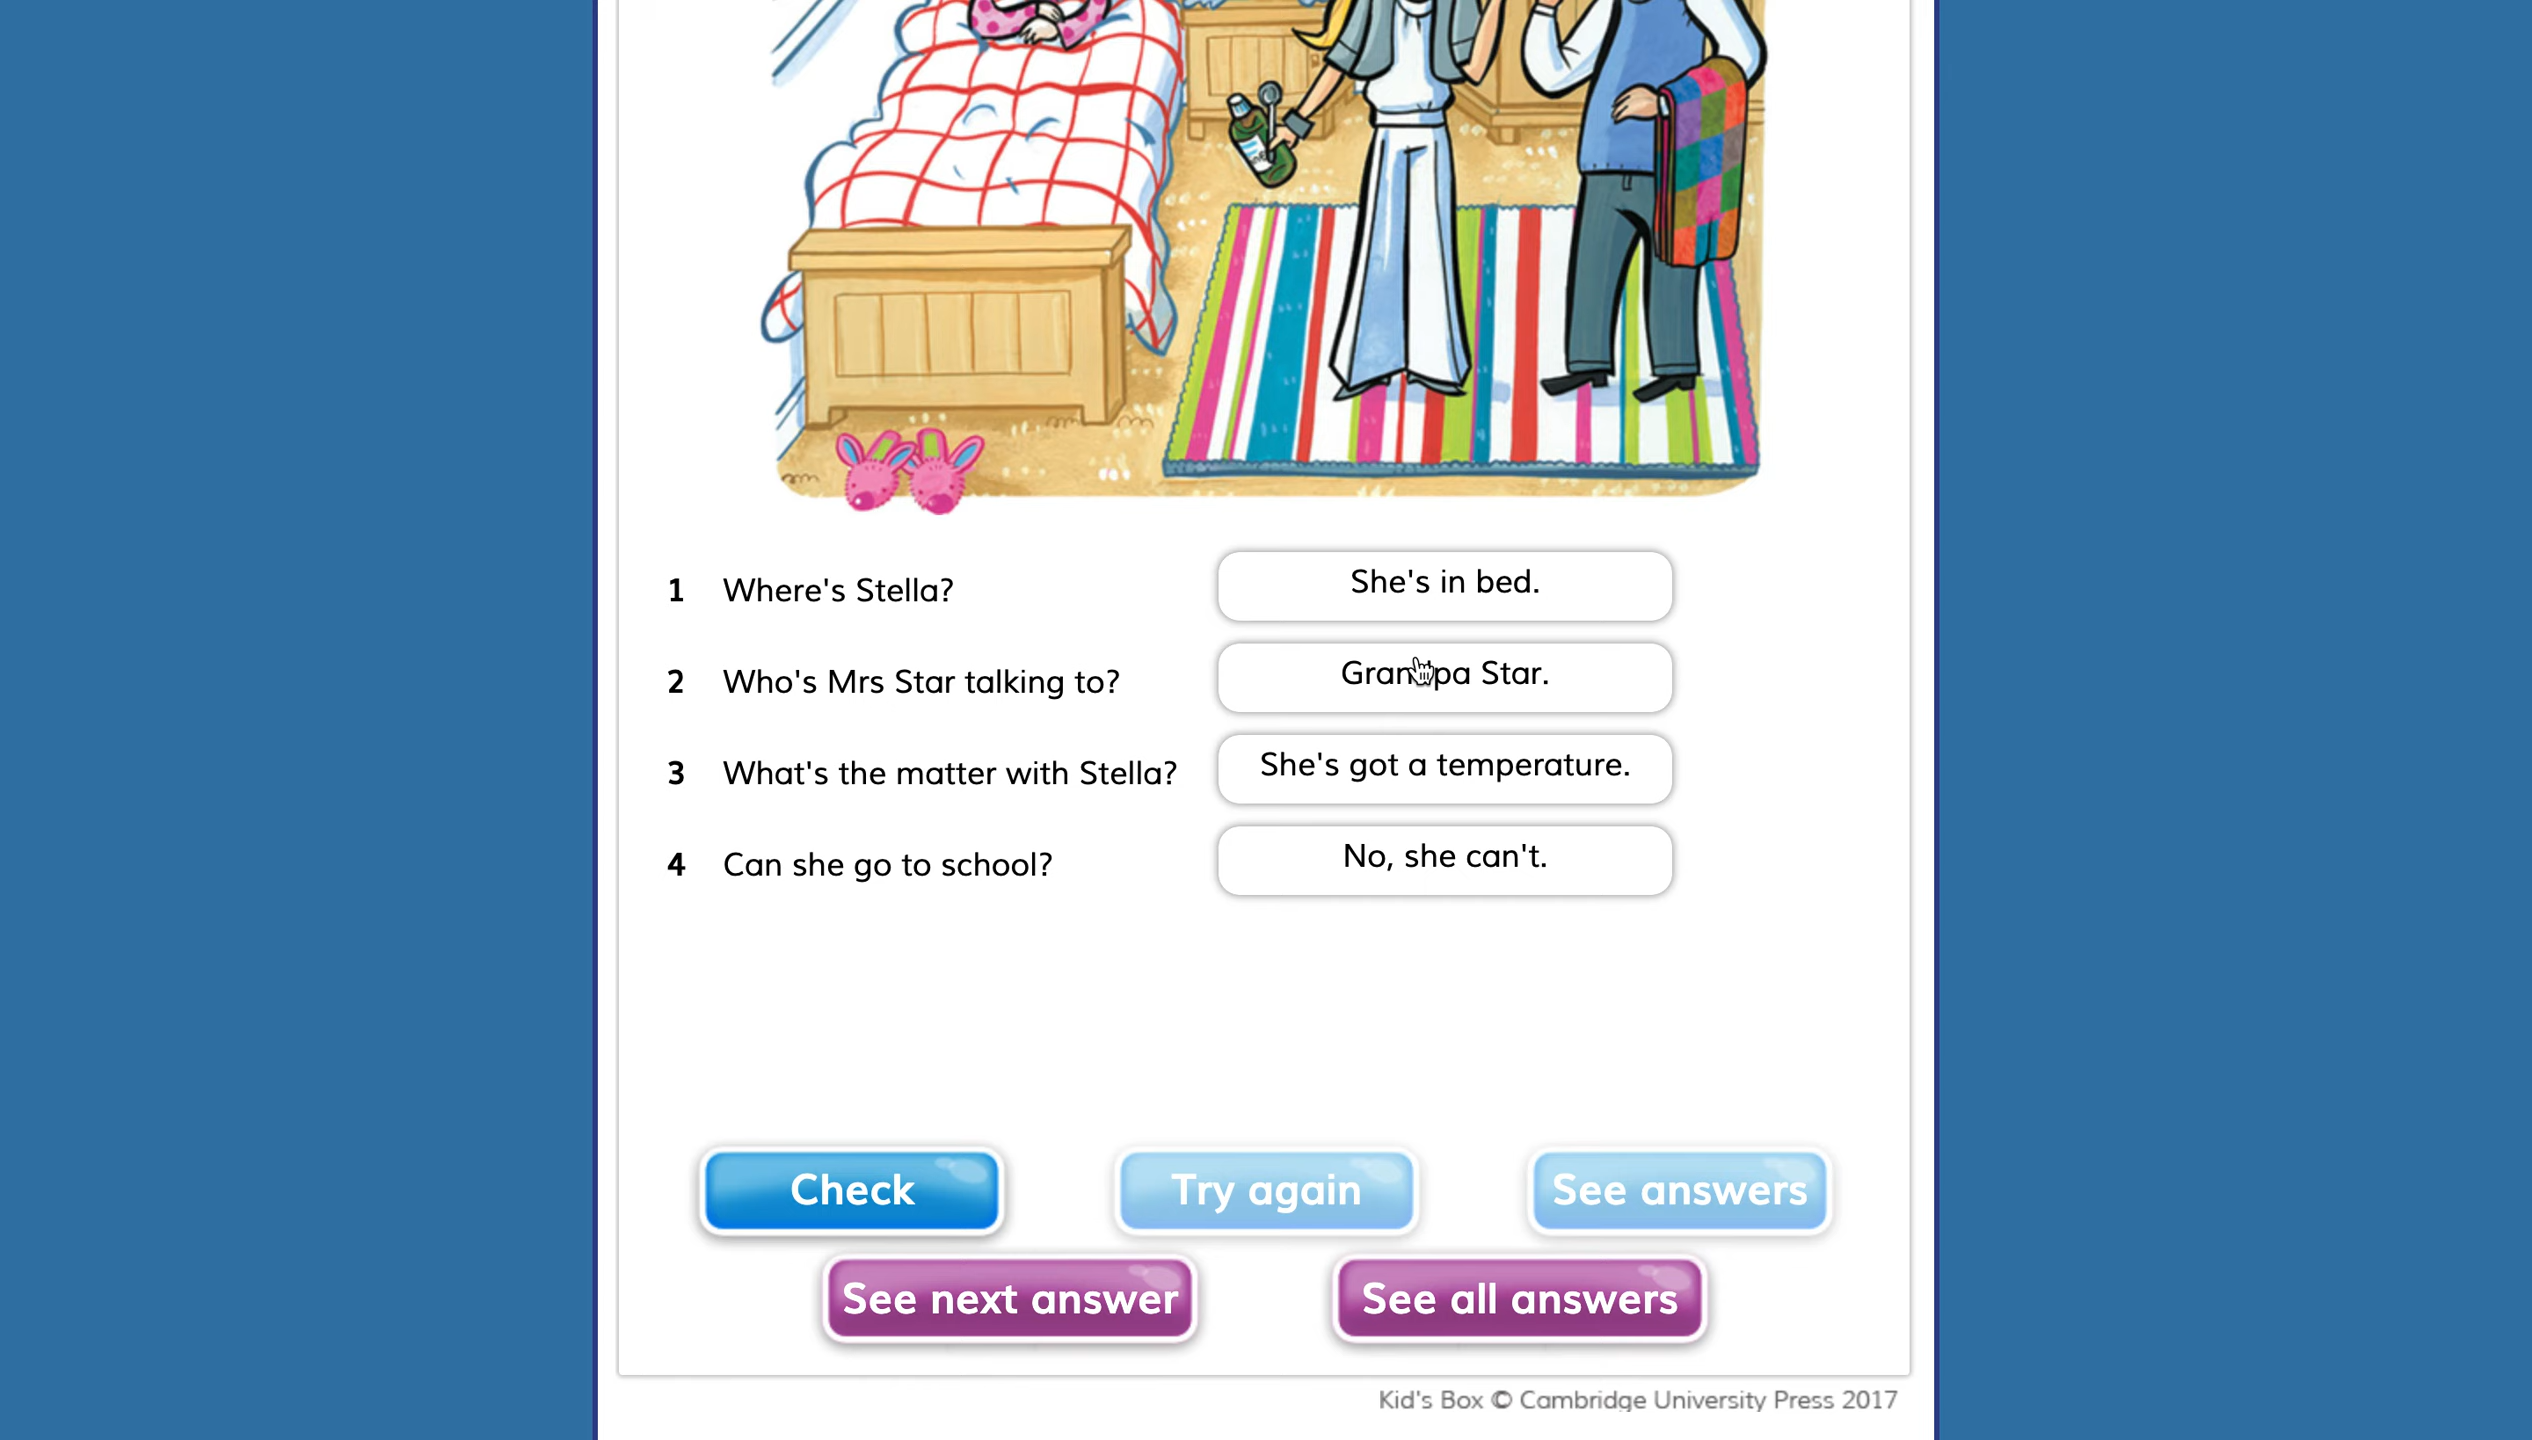 1 Where's Stella? She's in bed.
2 Who's Mrs Star talking to? Grandpa Star.
3 What's the matter with Stella? She's got a temperature.
4 Can she go to school? No, she can't.
Check Try again See answers
See next answer See all answers
Kid's Box © Cambridge University Press 2017